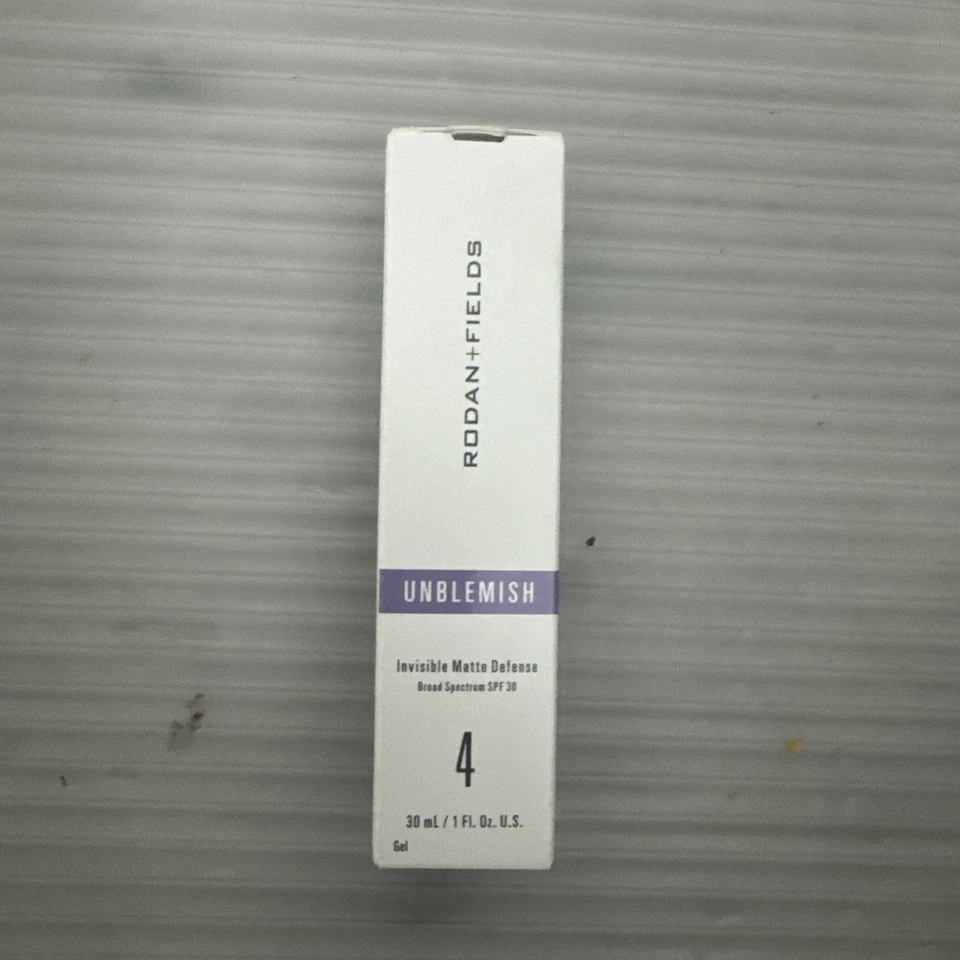 RODAN+FIELDS
UNBLEMISH
Invisible Matte Defense
Broad Spectrum SPF 30
4
30 mL / 1 Fl. Oz. U.S.
Gel